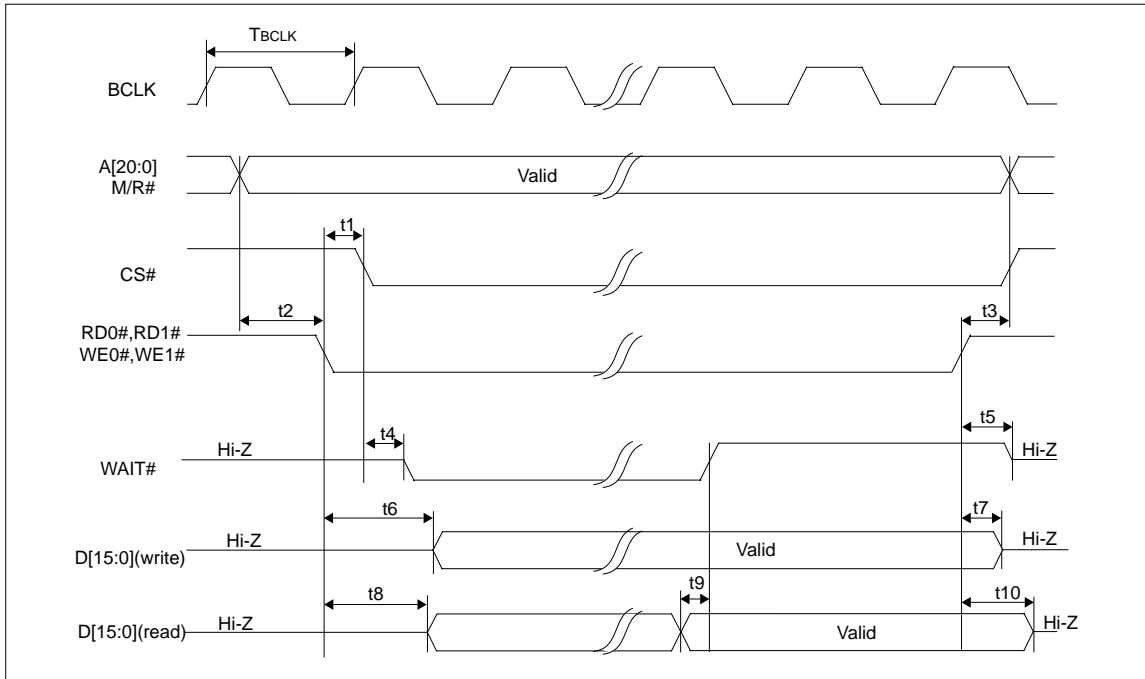 TBCLK
BCLK
A[20:0]
M/R#
Valid
t1
CS#
t2
t3
RD0#,RD1#
WE0#,WE1#
t4
t5
Hi-Z
Hi-Z
WAIT#
t6
t7
Hi-Z
Valid
Hi-Z
D[15:0](write)
t8
t9
t10
Hi-Z
Valid
Hi-Z
D[15:0](read)